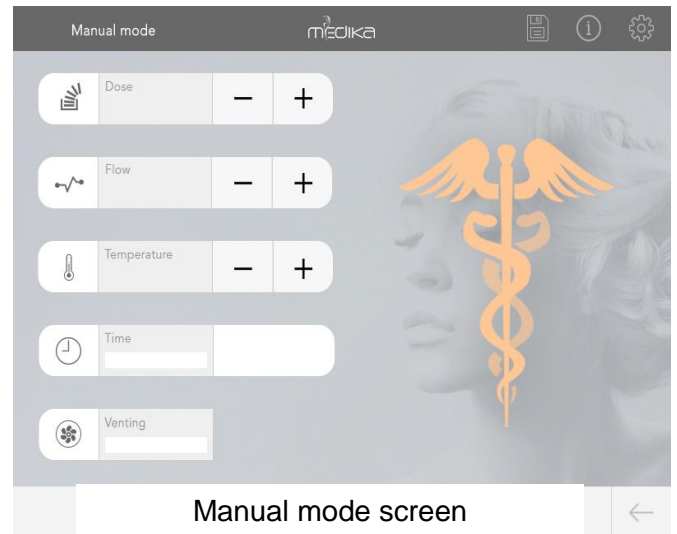 Manual mode
medika
Dose
Flow
Temperature
Time
Venting
Manual mode screen